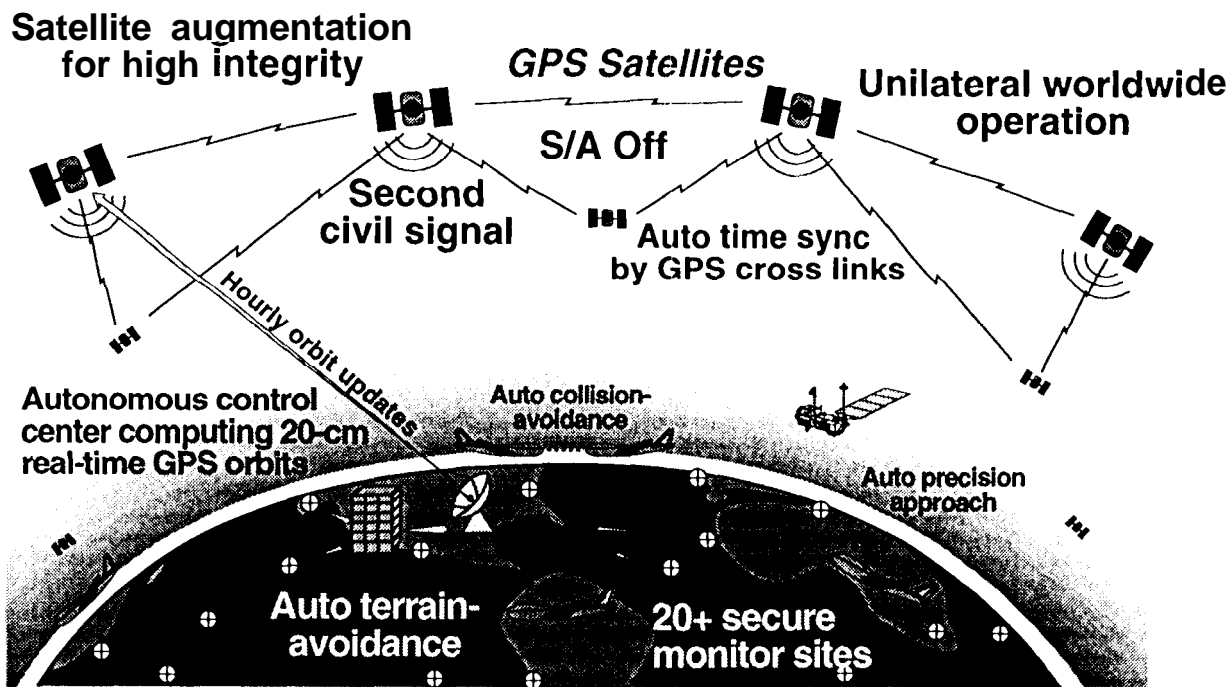 Satellite augmentation
for high integrity
GPS Satellites
Unilateral worldwide
operation
S/A Off
Second
civil signal
Auto time sync
by GPS cross links
Hourly orbit updates
Autonomous control
center computing 20-cm
real-time GPS orbits
Auto collision-
avoidance
Auto precision
approach
Auto terrain-
avoidance
20+ secure
monitor sites